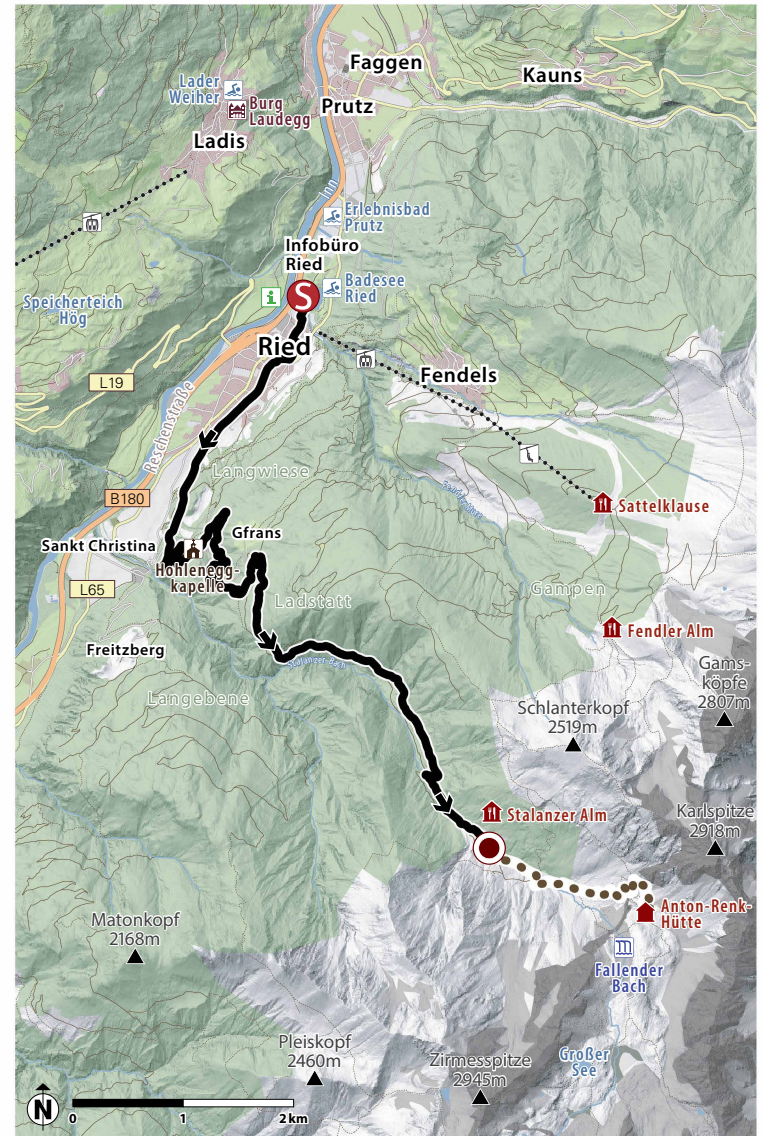 Faggen
Kauns
Lader
Weiher
Burg
Laudegg
Prutz
Ladis
Inn
Erlebnisbad
Prutz
Infobüro
Ried
i
S
Badesee
Ried
Speicherteich
Hög
Ried
Fendels
L19
Reschenstraße
Langwiese
B180
Sattelklause
Sankt Christina
Gfrans
Hohlenegg-
kapelle
L65
Ladstatt
Gampen
Fendler Alm
Freitzberg
Stalanzer Bach
Gams-
köpfe
2807m
Langebene
Schlanterkopf
2519m
Stalanzer Alm
Karlspitze
2918m
Anton-Renk-
Hütte
Matonkopf
2168m
Fallender
Bach
Pleiskopf
2460m
Zirmesspitze
2945m
Großer
See
N
0 1 2 km